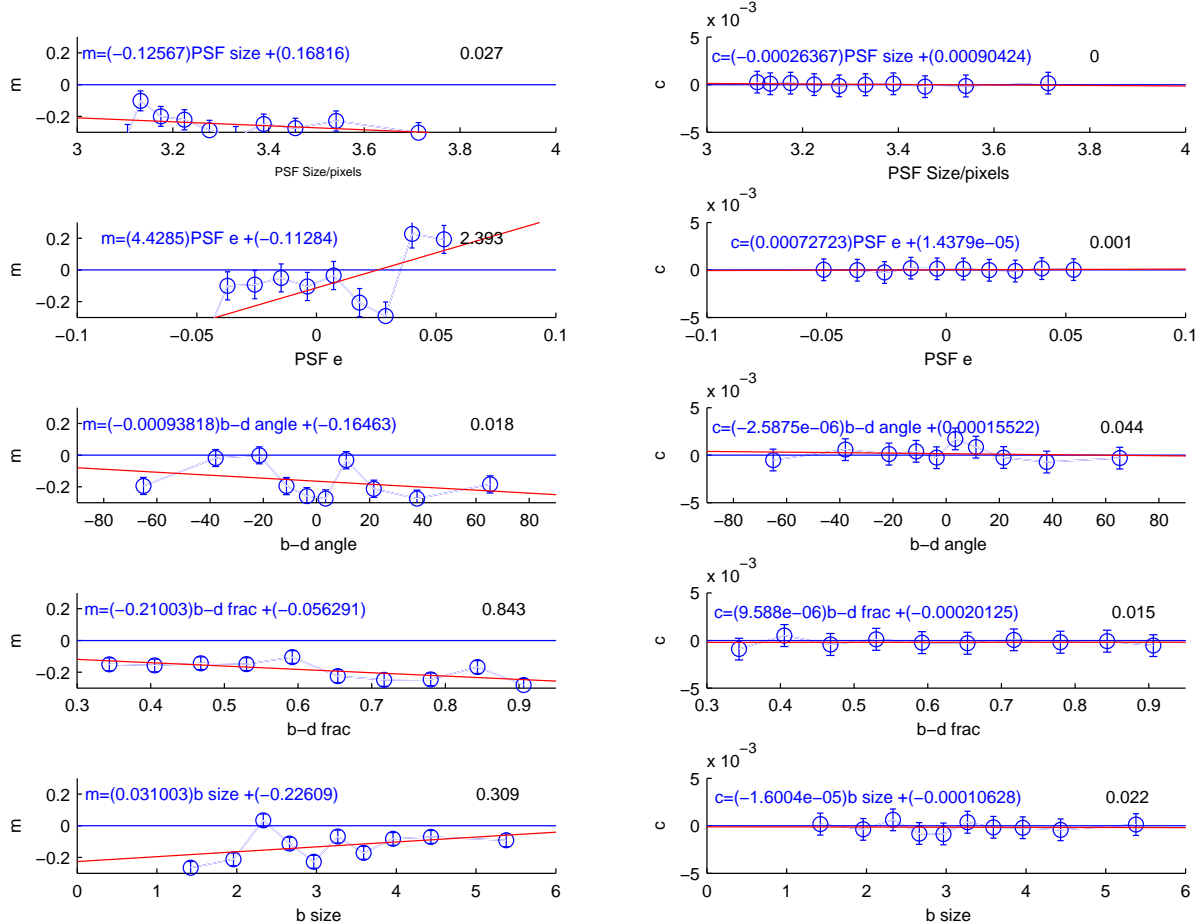 m=(−0.12567)PSF size +(0.16816)
0.027
m
0.2
0
−0.2
3 3.2 3.4 3.6 3.8 4
PSF Size/pixels
x 10−3
c=(−0.00026367)PSF size +(0.00090424)
0
c
5
0
−5
3 3.2 3.4 3.6 3.8 4
PSF Size/pixels
m=(4.4285)PSF e +(−0.11284)
2.393
m
0.2
0
−0.2
−0.1 −0.05 0 0.05 0.1
PSF e
x 10−3
c=(0.00072723)PSF e +(1.4379e−05)
0.001
c
5
0
−5
−0.1 −0.05 0 0.05 0.1
PSF e
m=(−0.00093818)b−d angle +(−0.16463)
0.018
m
0.2
0
−0.2
−80 −60 −40 −20 0 20 40 60 80
b−d angle
x 10−3
c=(−2.5875e−06)b−d angle +(0.00015522)
0.044
c
5
0
−5
−80 −60 −40 −20 0 20 40 60 80
b−d angle
m=(−0.21003)b−d frac +(−0.056291)
0.843
m
0.2
0
−0.2
0.3 0.4 0.5 0.6 0.7 0.8 0.9
b−d frac
x 10−3
c=(9.588e−06)b−d frac +(−0.00020125)
0.015
c
5
0
−5
0.3 0.4 0.5 0.6 0.7 0.8 0.9
b−d frac
m=(0.031003)b size +(−0.22609)
0.309
m
0.2
0
−0.2
0 1 2 3 4 5 6
b size
x 10−3
c=(−1.6004e−05)b size +(−0.00010628)
0.022
c
5
0
−5
0 1 2 3 4 5 6
b size